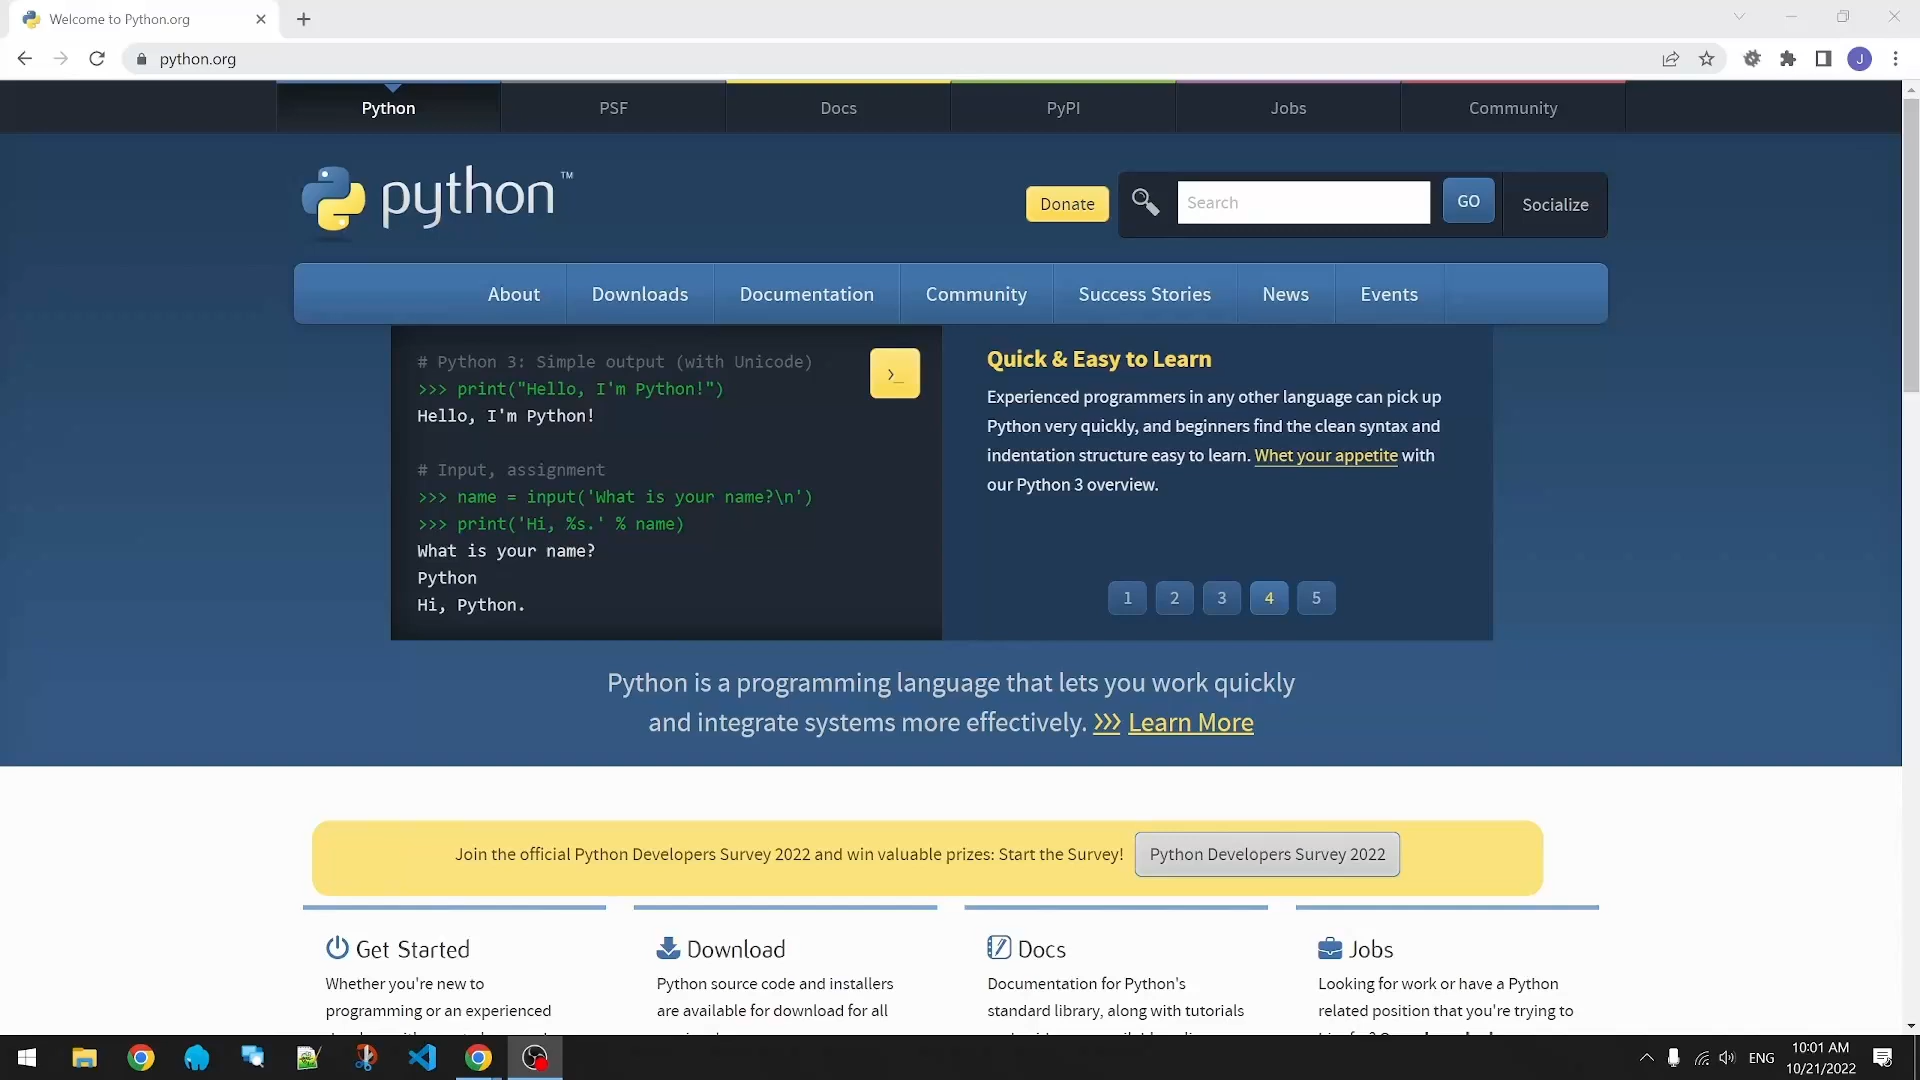 Welcome to Python.org
python.org
J
Python
PSF
Docs
PyPI
Jobs
Community
python™
Donate
Search
GO
Socialize
About
Downloads
Documentation
Community
Success Stories
News
Events
# Python 3: Simple output (with Unicode)
>>> print("Hello, I'm Python!")
Hello, I'm Python!
# Input, assignment
>>> name = input('What is your name?\n')
>>> print('Hi, %s.' % name)
What is your name?
Python
Hi, Python.
>_
Quick & Easy to Learn
Experienced programmers in any other language can pick up
Python very quickly, and beginners find the clean syntax and
indentation structure easy to learn. Whet your appetite with
our Python 3 overview.
1
2
3
4
5
Python is a programming language that lets you work quickly
and integrate systems more effectively. >>> Learn More
Join the official Python Developers Survey 2022 and win valuable prizes: Start the Survey!
Python Developers Survey 2022
Get Started
Whether you're new to
programming or an experienced
Download
Python source code and installers
are available for download for all
Docs
Documentation for Python's
standard library, along with tutorials
Jobs
Looking for work or have a Python
related position that you're trying to
ENG
10:01 AM
10/21/2022